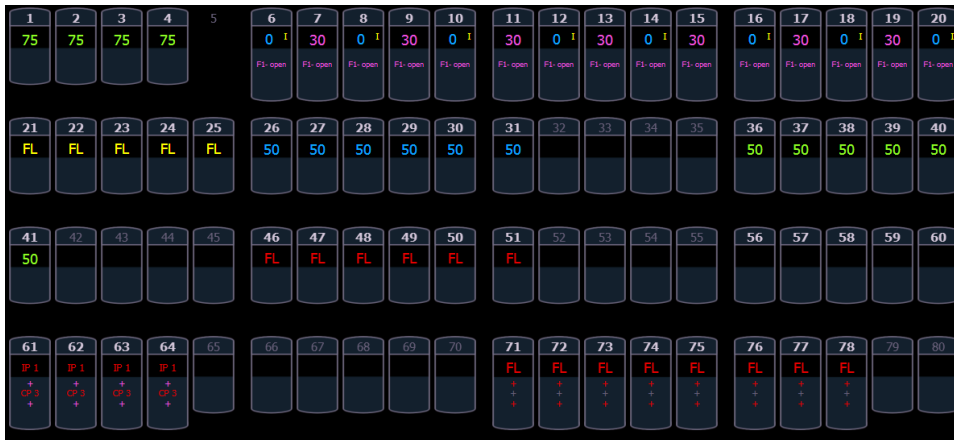 1 2 3 4 5 6 7 8 9 10 11 12 13 14 15 16 17 18 19 20
75 75 75 75 0 I 30 0 I 30 0 I 30 0 I 30 0 I 30 0 I 30 0 I 30 0 I
F1- open F1- open F1- open F1- open F1- open F1- open F1- open F1- open F1- open F1- open F1- open F1- open F1- open F1- open F1- open
21 22 23 24 25 26 27 28 29 30 31 32 33 34 35 36 37 38 39 40
FL FL FL FL FL 50 50 50 50 50 50 50 50 50 50 50
41 42 43 44 45 46 47 48 49 50 51 52 53 54 55 56 57 58 59 60
50 FL FL FL FL FL FL
61 62 63 64 65 66 67 68 69 70 71 72 73 74 75 76 77 78 79 80
IP 1 IP 1 IP 1 IP 1 FL FL FL FL FL FL FL FL
+ + + + + + + + + + + +
CP 3 CP 3 CP 3 CP 3 + + + + + + + +
+ + + + + + + + + + + +